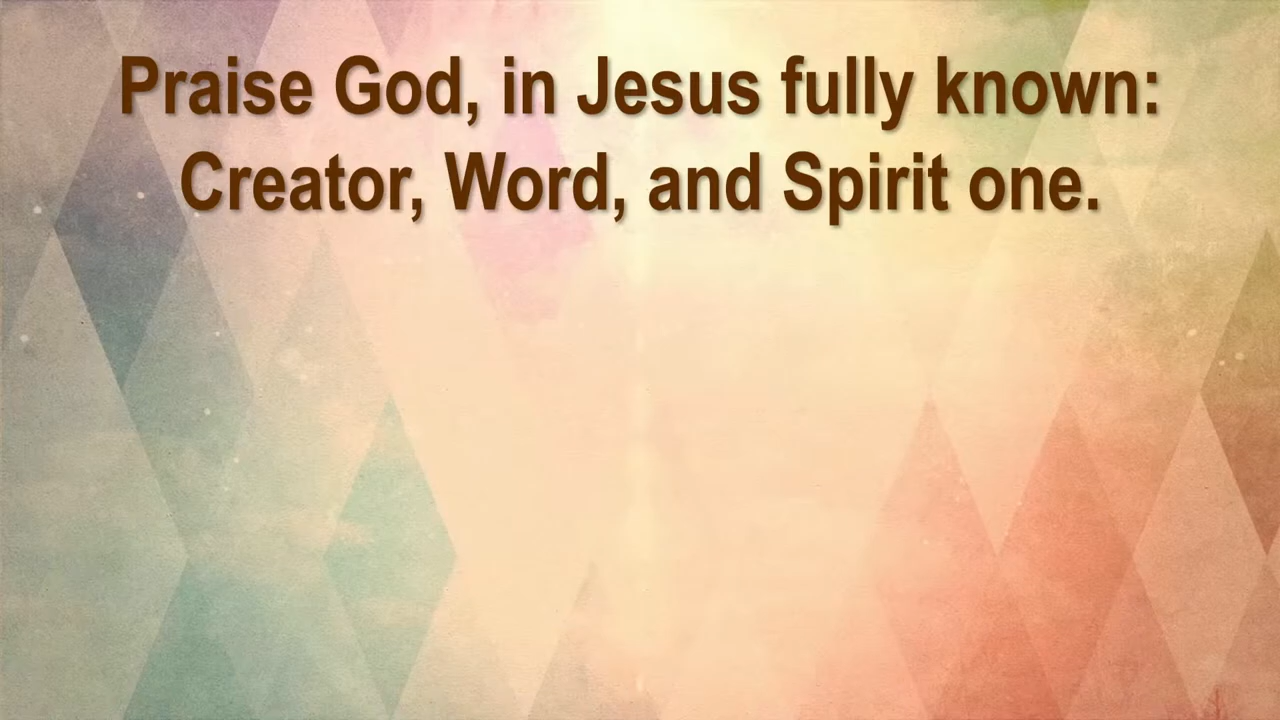 Praise God, in Jesus fully known:
Creator, Word, and Spirit one.